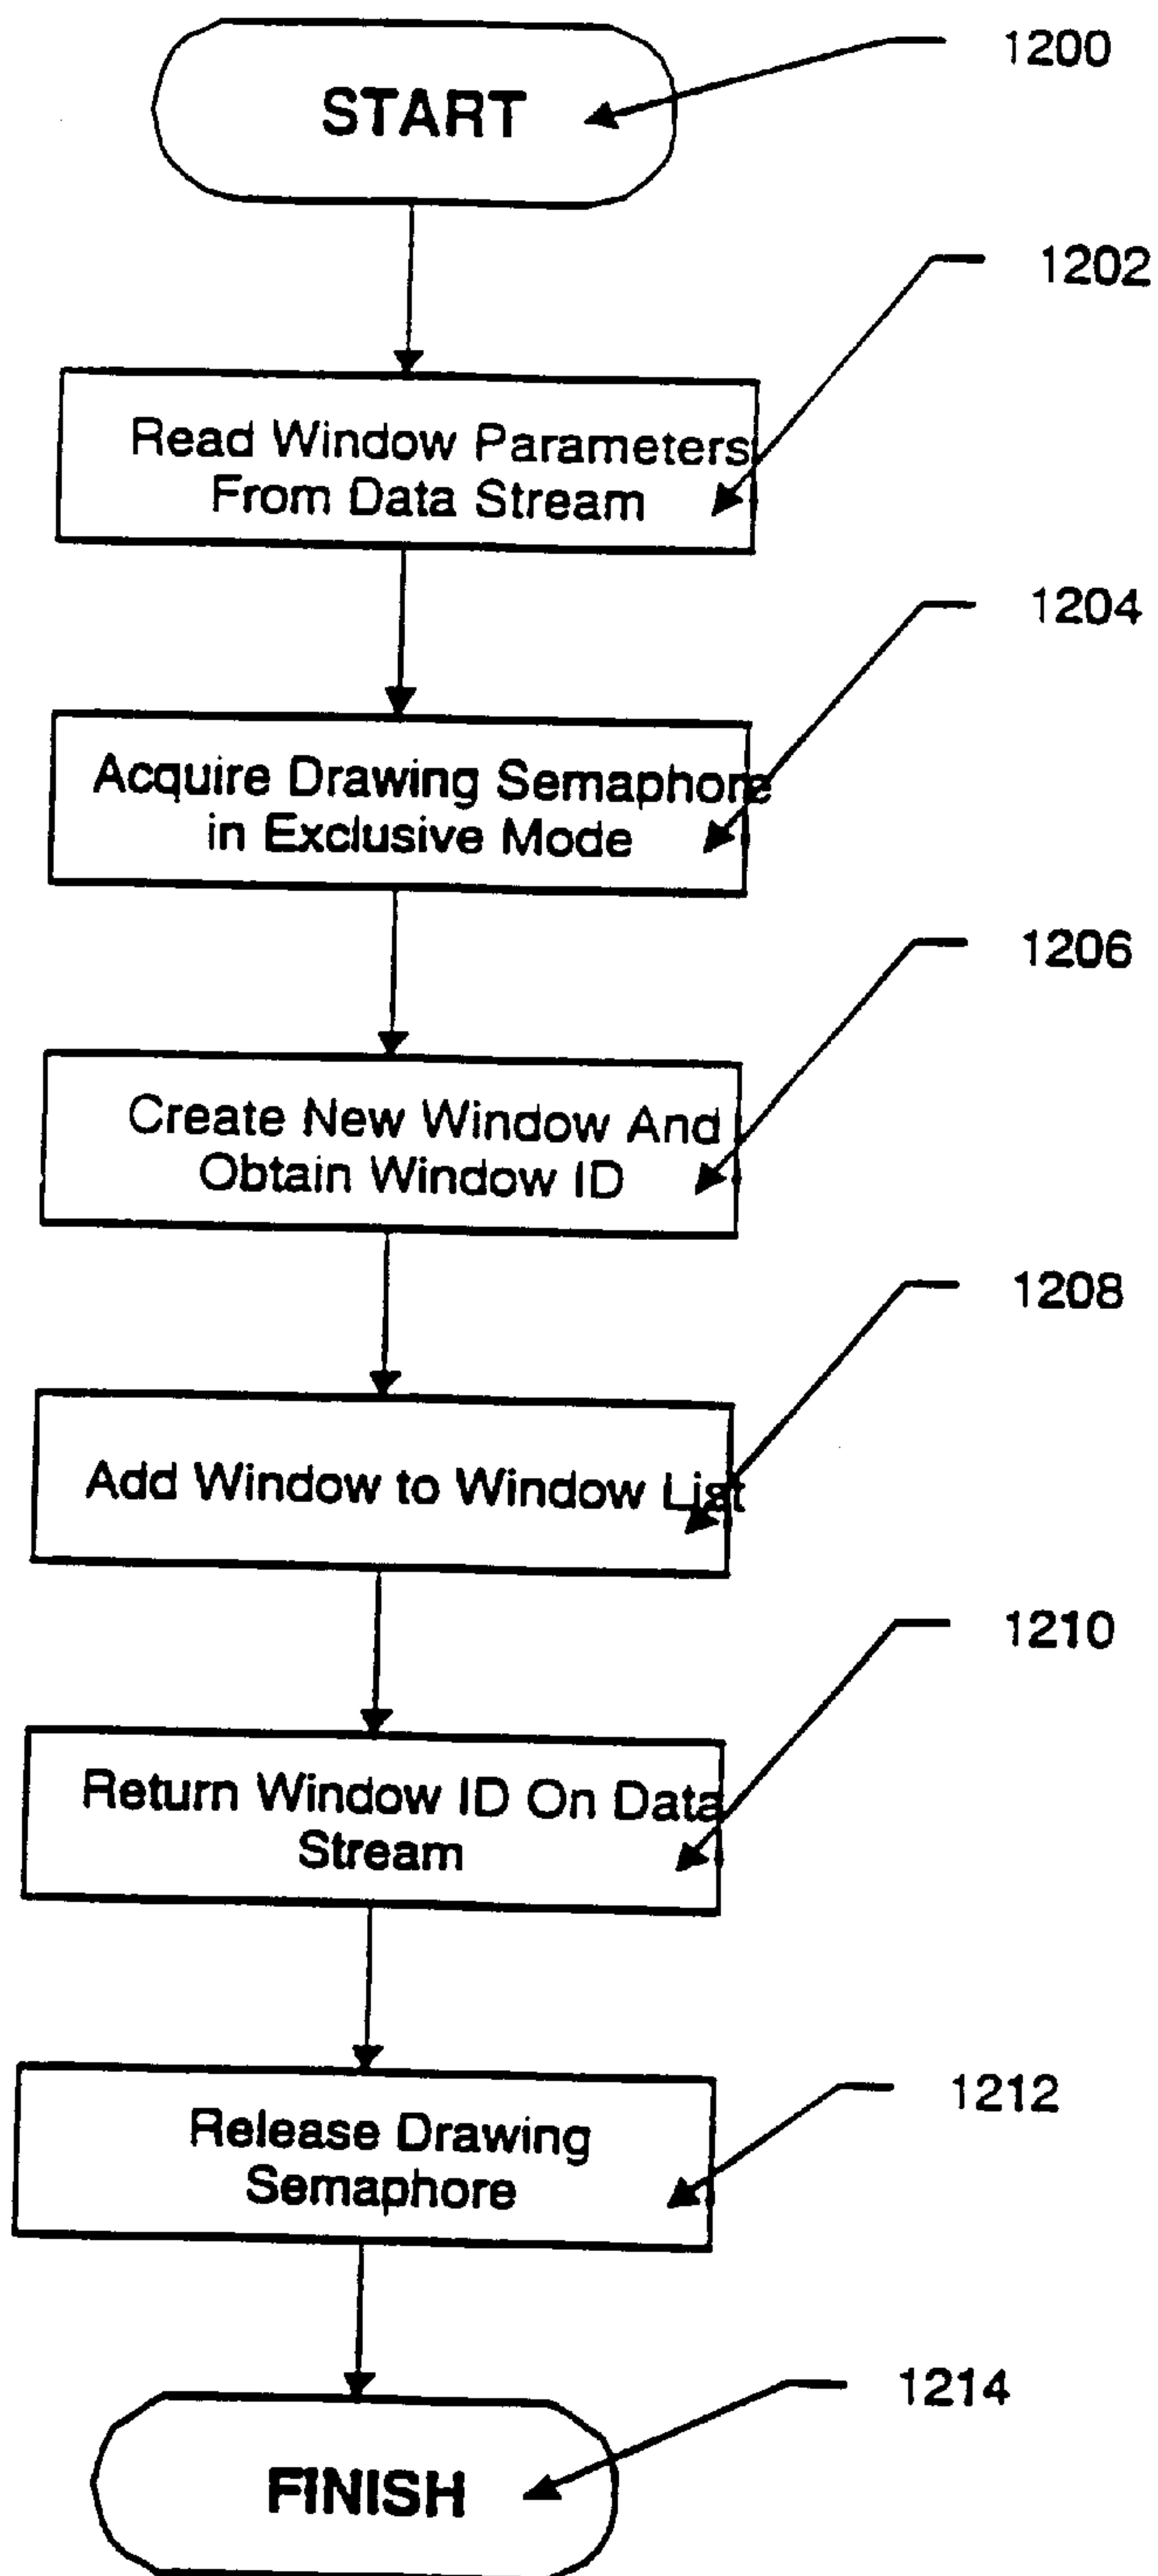 START
1200
1202
Read Window Parameters
From Data Stream
1204
Acquire Drawing Semaphore
in Exclusive Mode
1206
Create New Window And
Obtain Window ID
1208
Add Window to Window List
1210
Return Window ID On Data
Stream
1212
Release Drawing
Semaphore
1214
FINISH